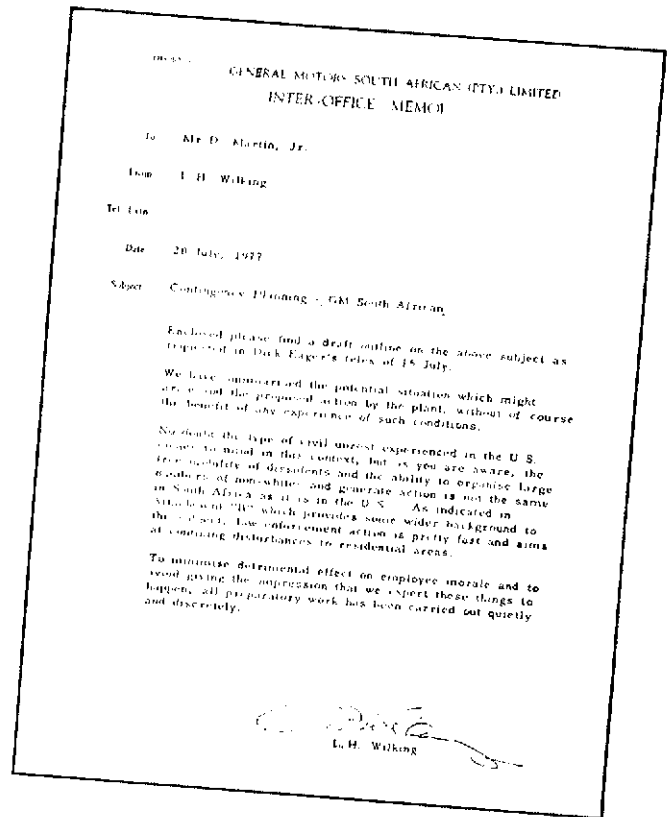 GENERAL MOTORS SOUTH AFRICAN (PTY.) LIMITED
INTER-OFFICE MEMO
To Mr D. Martin, Jr.
From L. H. Wilking
Tel Extn
Date 20 July, 1977
Subject Contingency Planning - GM South African
Enclosed please find a draft outline on the above subject as
requested in Dick Eager's telex of 15 July.
We have summarised the potential situation which might
arise and the proposed action by the plant, without of course
the benefit of any experience of such conditions.
No doubt the type of civil unrest experienced in the U S.
comes to mind in this context, but as you are aware, the
free mobility of dissidents and the ability to organise large
numbers of non-whites and generate action is not the same
in South Africa as it is in the U S. As indicated in
Attachment "B" which provides some wider background to
the subject, law enforcement action is pretty fast and aims
at confining disturbances to residential areas.
To minimise detrimental effect on employee morale and to
avoid giving the impression that we expect these things to
happen, all preparatory work has been carried out quietly
and discretely.
L. H. Wilking